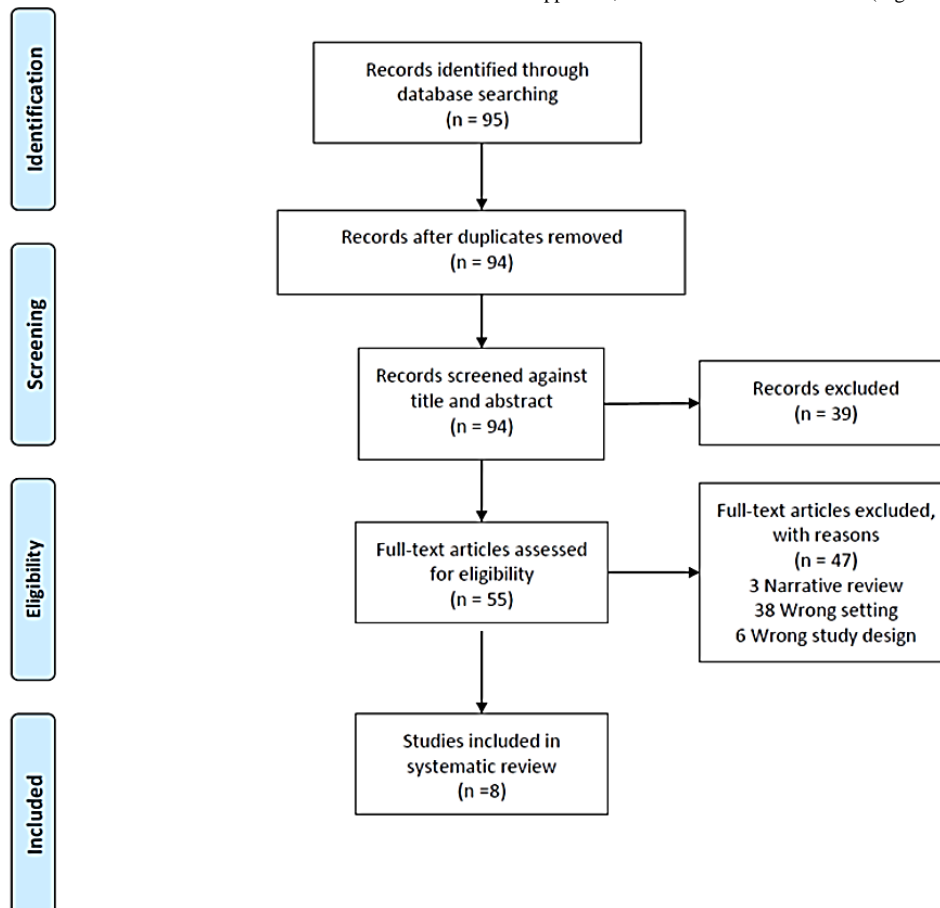 Identification
Records identified through
database searching
(n = 95)
Records after duplicates removed
(n = 94)
Screening
Records screened against
title and abstract
(n = 94)
Records excluded
(n = 39)
Eligibility
Full-text articles assessed
for eligibility
(n = 55)
Full-text articles excluded,
with reasons
(n = 47)
3 Narrative review
38 Wrong setting
6 Wrong study design
Included
Studies included in
systematic review
(n =8)